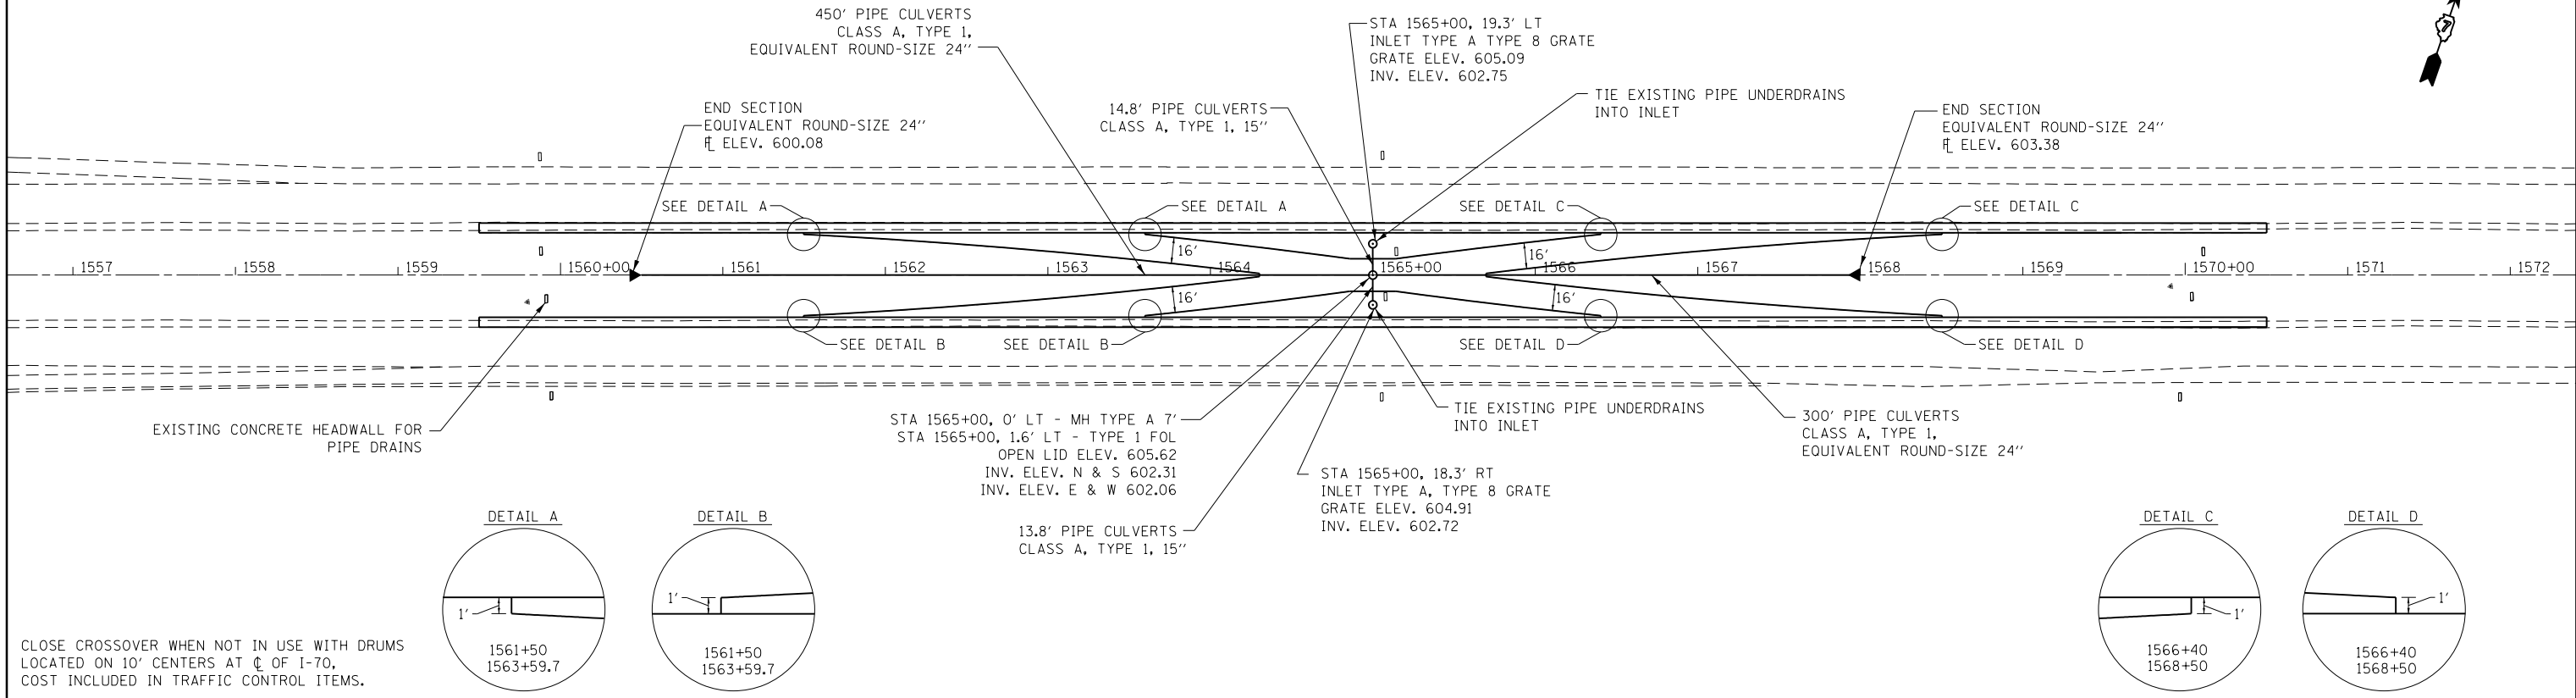 450' PIPE CULVERTS
CLASS A, TYPE 1,
EQUIVALENT ROUND-SIZE 24"
STA 1565+00, 19.3' LT
INLET TYPE A TYPE 8 GRATE
GRATE ELEV. 605.09
INV. ELEV. 602.75
END SECTION
EQUIVALENT ROUND-SIZE 24"
℄ ELEV. 600.08
14.8' PIPE CULVERTS
CLASS A, TYPE 1, 15"
TIE EXISTING PIPE UNDERDRAINS
INTO INLET
END SECTION
EQUIVALENT ROUND-SIZE 24"
℄ ELEV. 603.38
SEE DETAIL A
SEE DETAIL A
SEE DETAIL C
SEE DETAIL C
16'
16'
1557
1558
1559
1560+00
1561
1562
1563
1564
1565+00
1566
1567
1568
1569
1570+00
1571
1572
16'
16'
SEE DETAIL B
SEE DETAIL B
SEE DETAIL D
SEE DETAIL D
EXISTING CONCRETE HEADWALL FOR
PIPE DRAINS
STA 1565+00, 0' LT - MH TYPE A 7'
STA 1565+00, 1.6' LT - TYPE 1 FOL
OPEN LID ELEV. 605.62
INV. ELEV. N & S 602.31
INV. ELEV. E & W 602.06
TIE EXISTING PIPE UNDERDRAINS
INTO INLET
300' PIPE CULVERTS
CLASS A, TYPE 1,
EQUIVALENT ROUND-SIZE 24"
STA 1565+00, 18.3' RT
INLET TYPE A, TYPE 8 GRATE
GRATE ELEV. 604.91
INV. ELEV. 602.72
13.8' PIPE CULVERTS
CLASS A, TYPE 1, 15"
DETAIL A
1'
1561+50
1563+59.7
DETAIL B
1'
1561+50
1563+59.7
DETAIL C
1'
1566+40
1568+50
DETAIL D
1'
1566+40
1568+50
CLOSE CROSSOVER WHEN NOT IN USE WITH DRUMS
LOCATED ON 10' CENTERS AT ℄ OF I-70,
COST INCLUDED IN TRAFFIC CONTROL ITEMS.